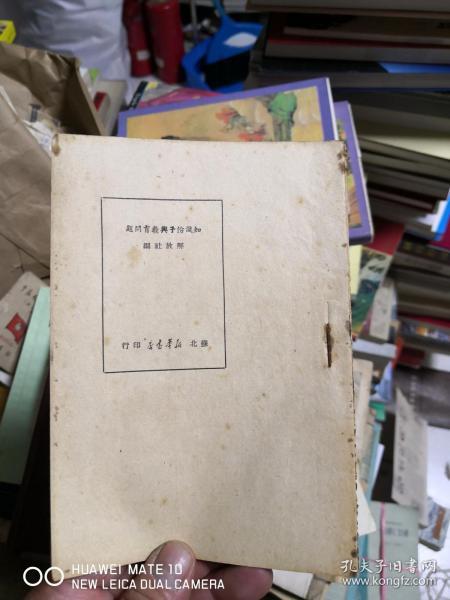 知識份子與教育問題
解放社編
蘇北 新華書店 印行
HUAWEI MATE 10
NEW LEICA DUAL CAMERA
孔夫子旧书网
www.kongfz.com